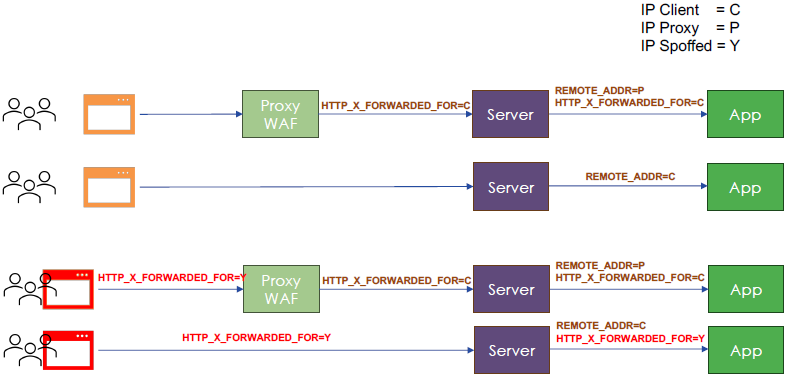 IP Client = C
IP Proxy = P
IP Spoffed = Y
Proxy
WAF
HTTP_X_FORWARDED_FOR=C
Server
REMOTE_ADDR=P
HTTP_X_FORWARDED_FOR=C
App
Server
REMOTE_ADDR=C
App
HTTP_X_FORWARDED_FOR=Y
Proxy
WAF
HTTP_X_FORWARDED_FOR=C
Server
REMOTE_ADDR=P
HTTP_X_FORWARDED_FOR=C
App
HTTP_X_FORWARDED_FOR=Y
Server
REMOTE_ADDR=C
HTTP_X_FORWARDED_FOR=Y
App